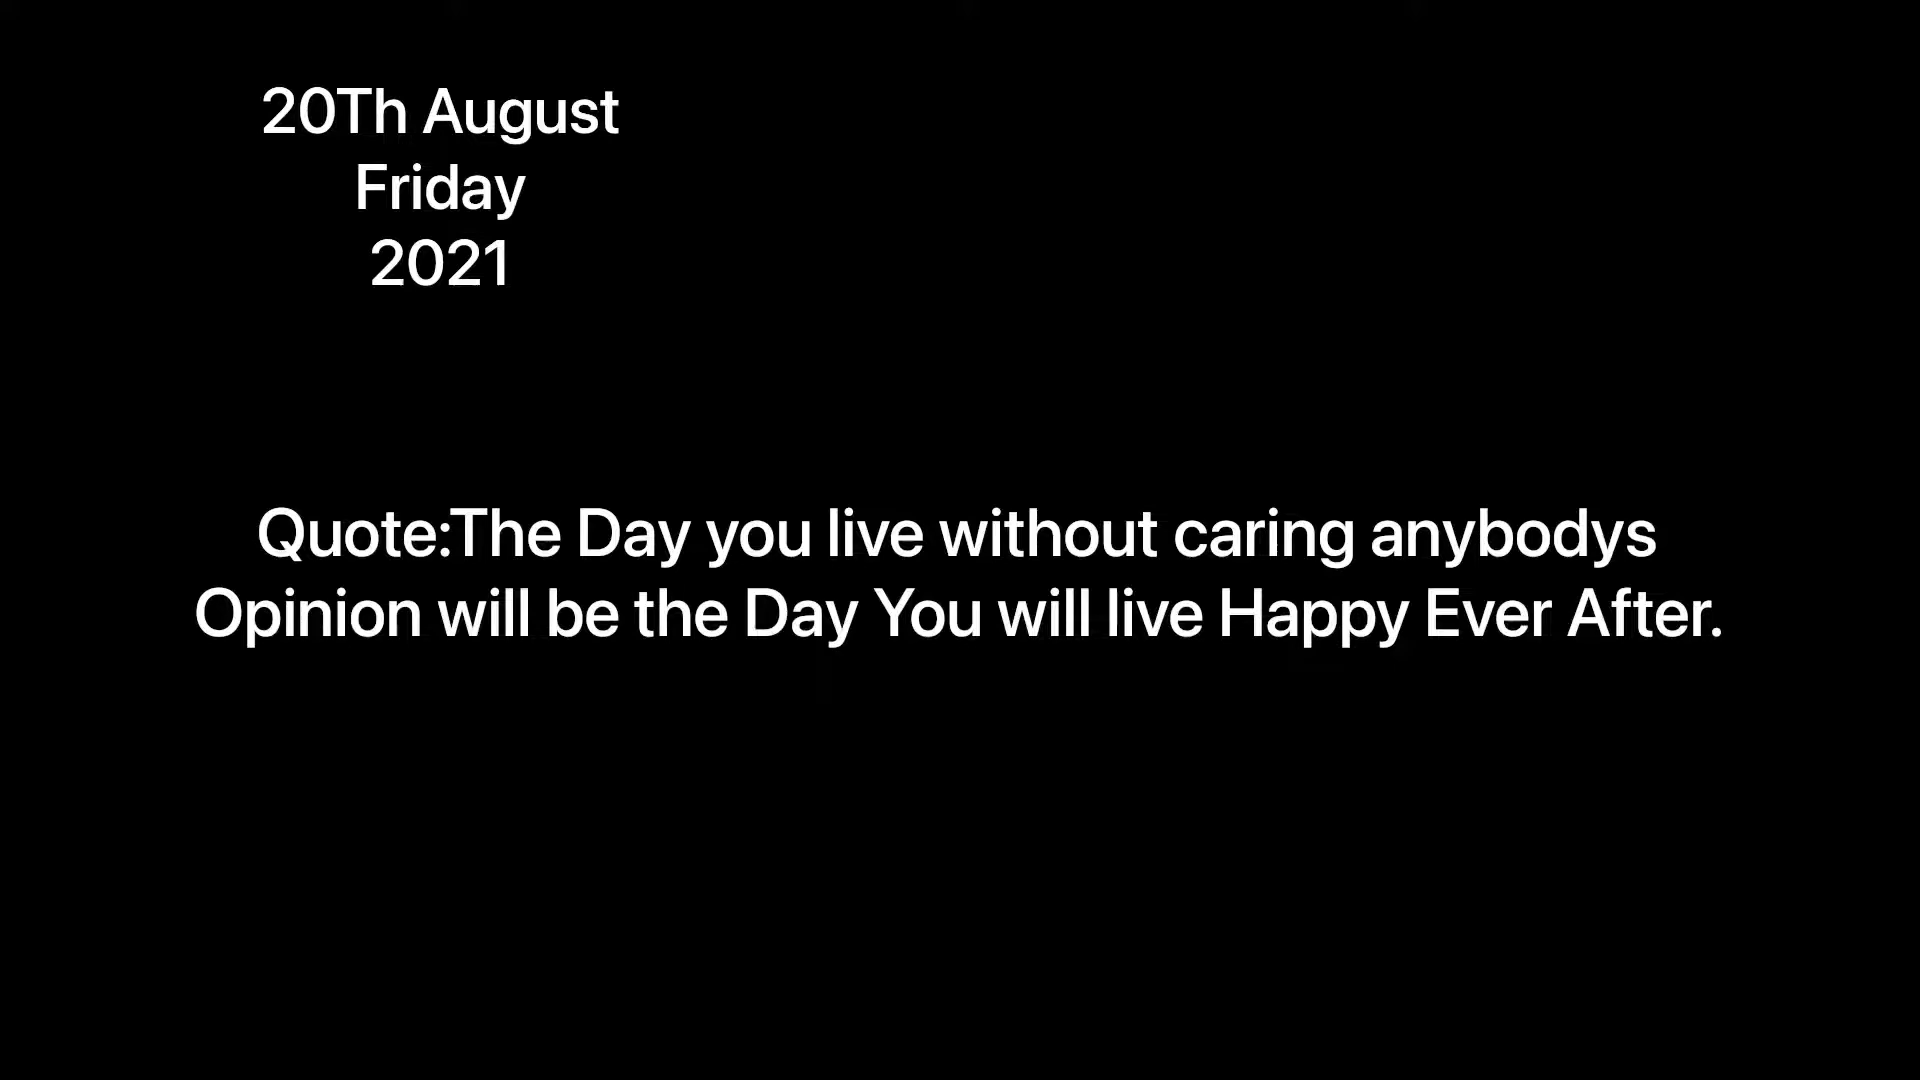 20Th August
Friday
2021
Quote:The Day you live without caring anybodys
Opinion will be the Day You will live Happy Ever After.